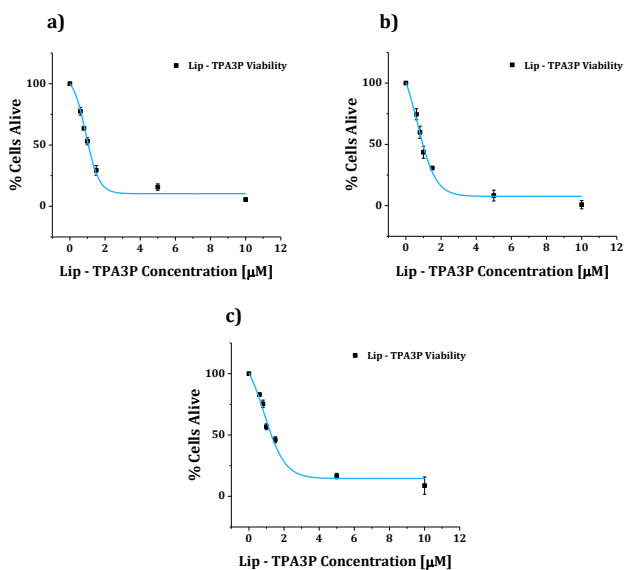 a)
Lip - TPA3P Viability
100
50
0
% Cells Alive
0 2 4 6 8 10 12
Lip - TPA3P Concentration [µM]
b)
Lip - TPA3P Viability
100
50
0
% Cells Alive
0 2 4 6 8 10 12
Lip - TPA3P Concentration [µM]
c)
Lip - TPA3P Viability
100
50
0
% Cells Alive
0 2 4 6 8 10 12
Lip - TPA3P Concentration [µM]